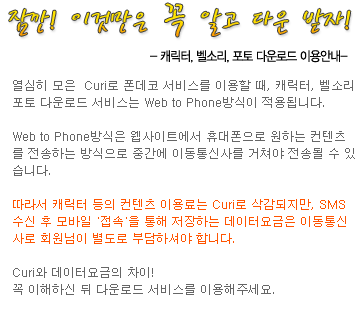 잠깐! 이것만은 꼭 알고 다운 받자!
- 캐릭터, 벨소리, 포토 다운로드 이용안내-
열심히 모은  Curi로 폰데코 서비스를 이용할 때, 캐릭터, 벨소리
포토 다운로드 서비스는 Web to Phone방식이 적용됩니다.
Web to Phone방식은 웹사이트에서 휴대폰으로 원하는 컨텐츠
를 전송하는 방식으로 중간에 이동통신사를 거쳐야 전송될 수 있
습니다.
따라서 캐릭터 등의 컨텐츠 이용료는 Curi로 삭감되지만, SMS
수신 후 모바일 '접속'을 통해 저장하는 데이터요금은 이동통신
사로 회원님이 별도로 부담하셔야 합니다.
Curi와 데이터요금의 차이!
꼭 이해하신 뒤 다운로드 서비스를 이용해주세요.